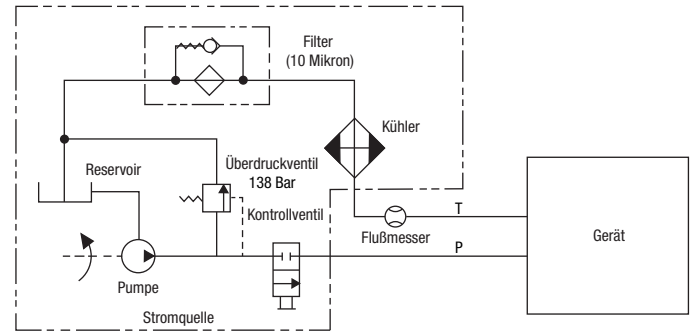 Filter
(10 Mikron)
Kühler
Reservoir
Überdruckventil
138 Bar
Kontrollventil
T
Flußmesser
Gerät
P
Pumpe
Stromquelle